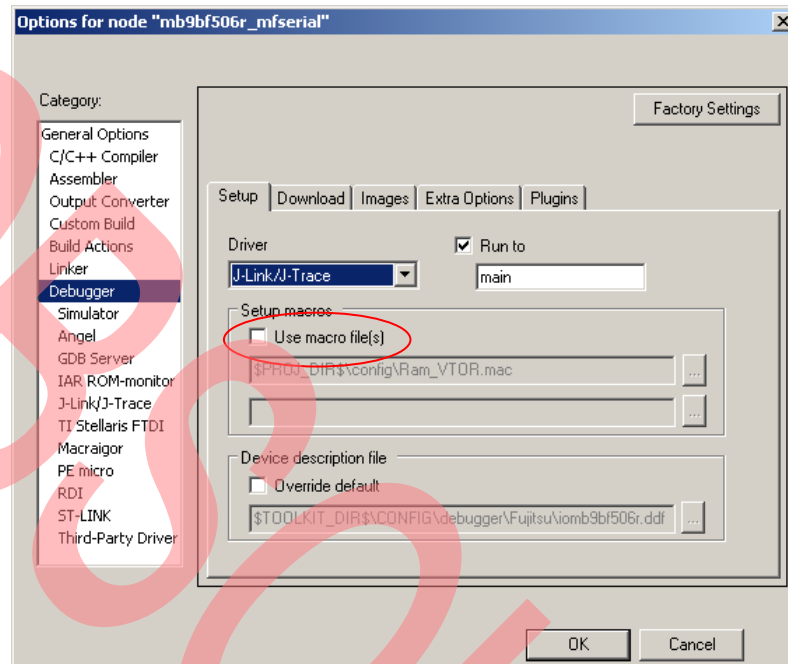 Options for node "mb9bf506r_mfserial"
Category:
Factory Settings
General Options
C/C++ Compiler
Assembler
Output Converter
Custom Build
Build Actions
Linker
Debugger
Simulator
Angel
GDB Server
IAR ROM-monitor
J-Link/J-Trace
TI Stellaris FTDI
Macraigor
PE micro
RDI
ST-LINK
Third-Party Driver
Setup Download Images Extra Options Plugins
Driver
Run to
J-Link/J-Trace
main
Setup macros
Use macro file(s)
$PROJ_DIR$\config\Ram_VTOR.mac
...
...
Device description file
Override default
$TOOLKIT_DIR$\CONFIG\debugger\Fujitsu\iomb9bf506r.ddf
...
OK Cancel